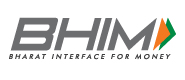 BHIM
BHARAT INTERFACE FOR MONEY